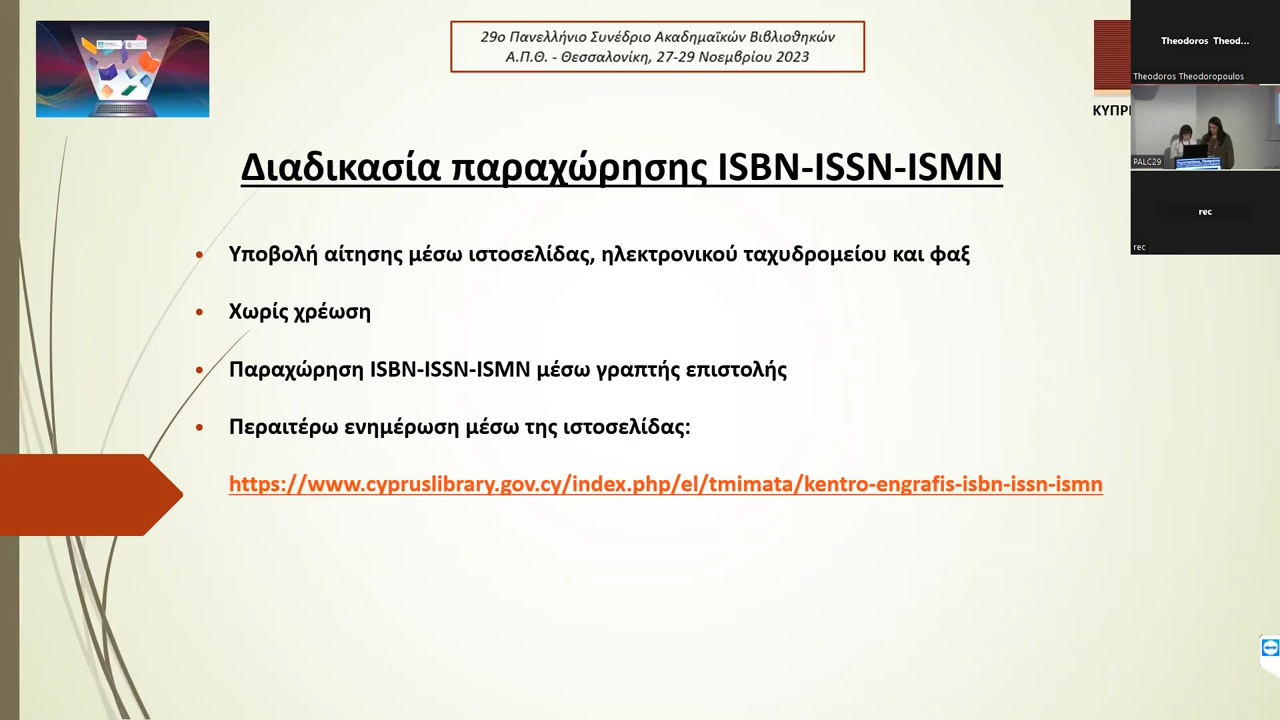 29ο Πανελλήνιο Συνέδριο Ακαδημαϊκών Βιβλιοθηκών
Α.Π.Θ. - Θεσσαλονίκη, 27-29 Νοεμβρίου 2023
ΚΥΠΡ
Theodoros Theod...
Theodoros Theodoropoulos
PALC29
rec
rec
Διαδικασία παραχώρησης ISBN-ISSN-ISMN
• Υποβολή αίτησης μέσω ιστοσελίδας, ηλεκτρονικού ταχυδρομείου και φαξ
• Χωρίς χρέωση
• Παραχώρηση ISBN-ISSN-ISMN μέσω γραπτής επιστολής
• Περαιτέρω ενημέρωση μέσω της ιστοσελίδας:
https://www.cypruslibrary.gov.cy/index.php/el/tmimata/kentro-engrafis-isbn-issn-ismn